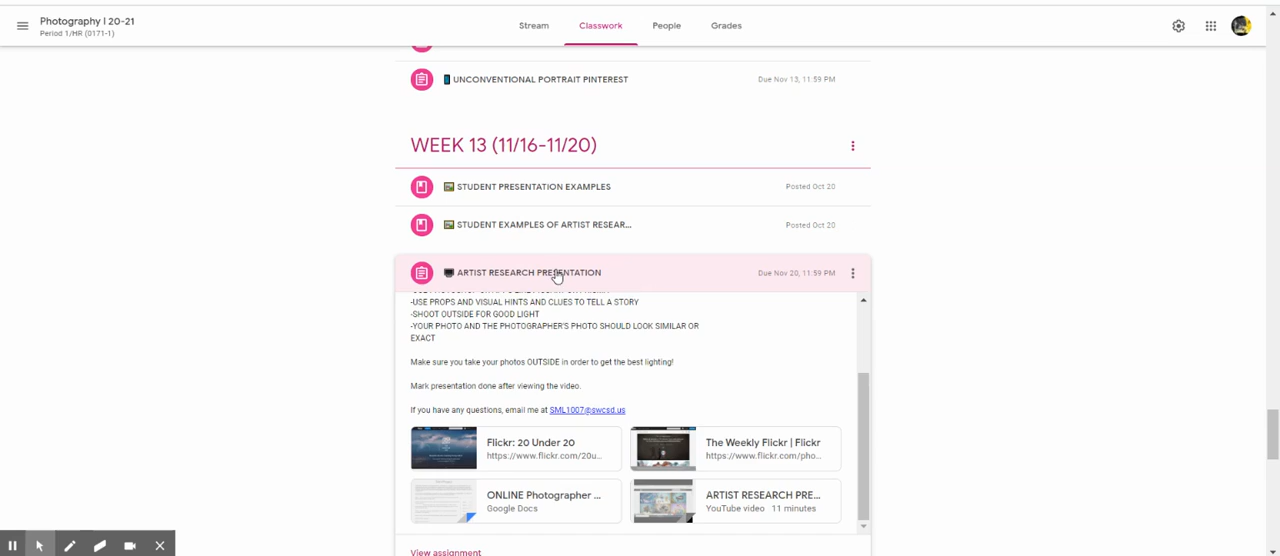 Photography I 20-21
Period 1/HR (0171-1)
Stream
Classwork
People
Grades
UNCONVENTIONAL PORTRAIT PINTEREST
Due Nov 13, 11:59 PM
WEEK 13 (11/16-11/20)
STUDENT PRESENTATION EXAMPLES
Posted Oct 20
STUDENT EXAMPLES OF ARTIST RESEAR...
Posted Oct 20
ARTIST RESEARCH PRESENTATION
Due Nov 20, 11:59 PM
-USE PROPS AND VISUAL HINTS AND CLUES TO TELL A STORY
-SHOOT OUTSIDE FOR GOOD LIGHT
-YOUR PHOTO AND THE PHOTOGRAPHER'S PHOTO SHOULD LOOK SIMILAR OR
EXACT
Make sure you take your photos OUTSIDE in order to get the best lighting!
Mark presentation done after viewing the video.
If you have any questions, email me at SML1007@swcsd.us
Flickr: 20 Under 20
https://www.flickr.com/20u...
The Weekly Flickr | Flickr
https://www.flickr.com/pho...
ONLINE Photographer ...
Google Docs
ARTIST RESEARCH PRE...
YouTube video 11 minutes
View assignment